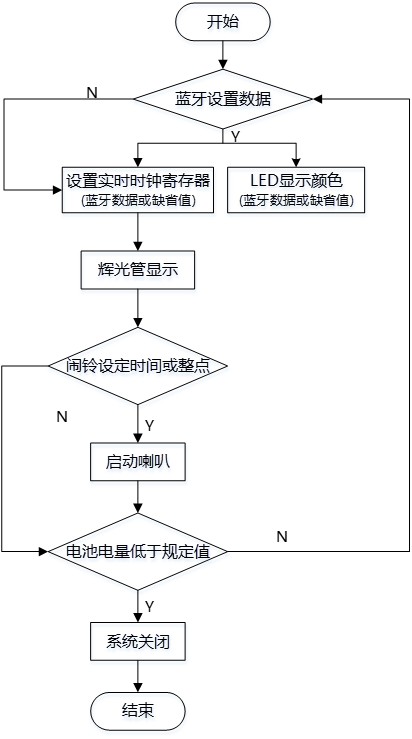 开始
蓝牙设置数据
N
Y
设置实时时钟寄存器
(蓝牙数据或缺省值)
LED显示颜色
(蓝牙数据或缺省值)
辉光管显示
闹铃设定时间或整点
N
Y
启动喇叭
电池电量低于规定值
N
Y
系统关闭
结束